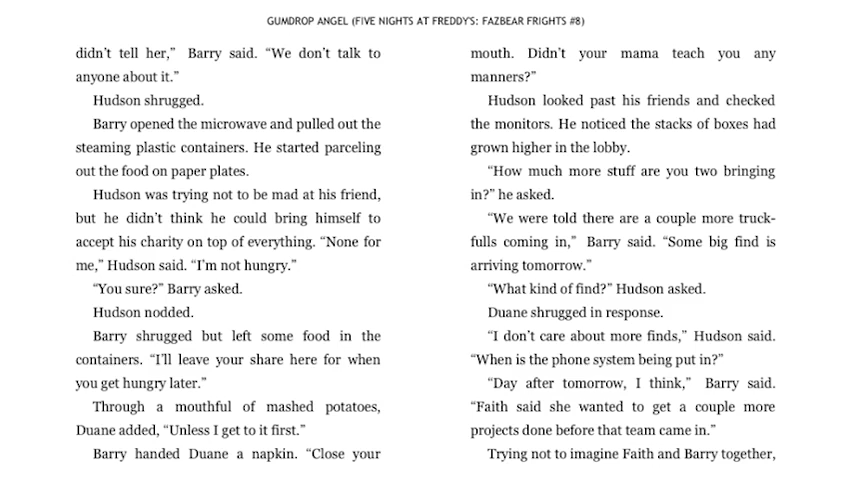 GUMDROP ANGEL (FIVE NIGHTS AT FREDDY'S: FAZBEAR FRIGHTS #8)
didn’t tell her,” Barry said. “We don’t talk to
anyone about it.”
Hudson shrugged.
Barry opened the microwave and pulled out the
steaming plastic containers. He started parceling
out the food on paper plates.
Hudson was trying not to be mad at his friend,
but he didn’t think he could bring himself to
accept his charity on top of everything. “None for
me,” Hudson said. “I’m not hungry.”
“You sure?” Barry asked.
Hudson nodded.
Barry shrugged but left some food in the
containers. “I’ll leave your share here for when
you get hungry later.”
Through a mouthful of mashed potatoes,
Duane added, “Unless I get to it first.”
Barry handed Duane a napkin. “Close your
mouth. Didn’t your mama teach you any
manners?”
Hudson looked past his friends and checked
the monitors. He noticed the stacks of boxes had
grown higher in the lobby.
“How much more stuff are you two bringing
in?” he asked.
“We were told there are a couple more truck-
fulls coming in,” Barry said. “Some big find is
arriving tomorrow.”
“What kind of find?” Hudson asked.
Duane shrugged in response.
“I don’t care about more finds,” Hudson said.
“When is the phone system being put in?”
“Day after tomorrow, I think,” Barry said.
“Faith said she wanted to get a couple more
projects done before that team came in.”
Trying not to imagine Faith and Barry together,